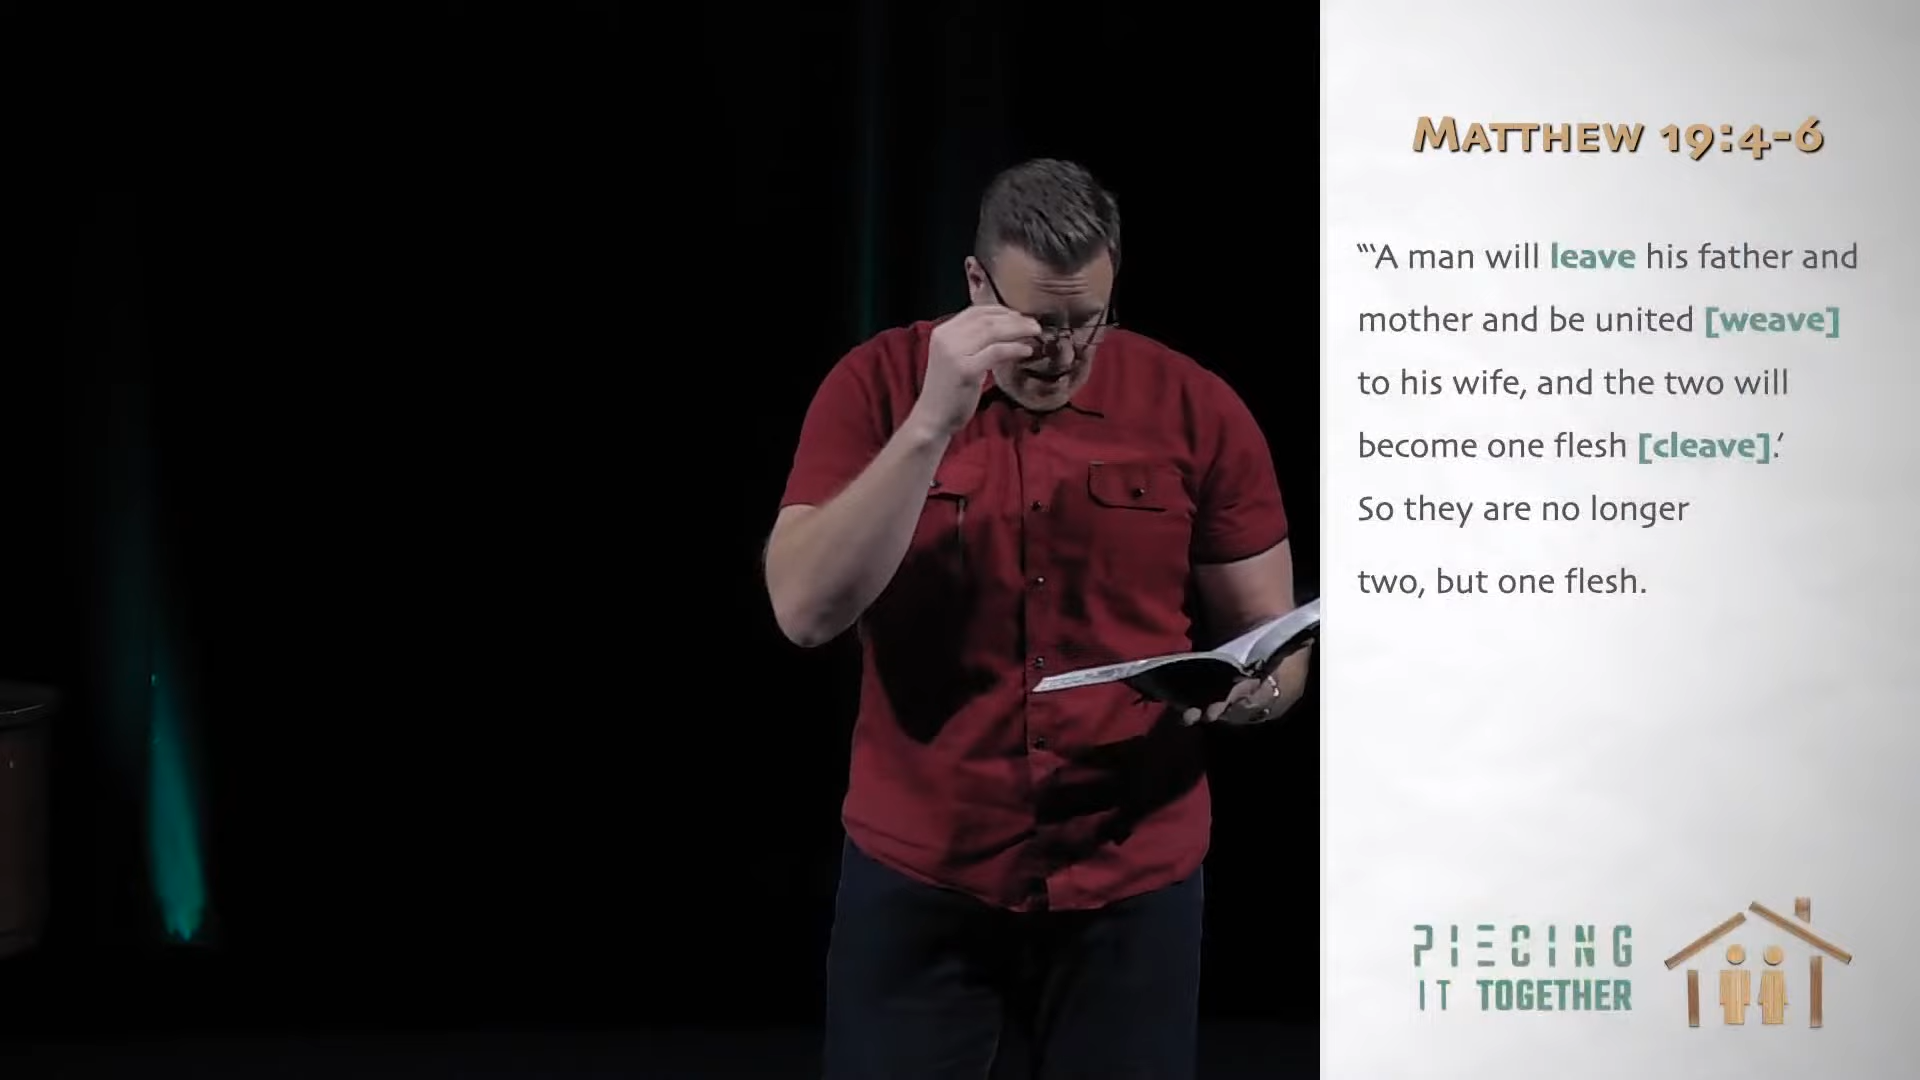 Matthew 19:4-6
“‘A man will leave his father and
mother and be united [weave]
to his wife, and the two will
become one flesh [cleave].’
So they are no longer
two, but one flesh.
PIECING
IT TOGETHER